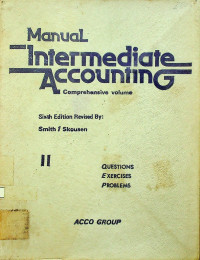 Manual
Intermediate
Accounting
Comprehensive volume
Sixth Edition Revised By:
Smith / Skousen
II
QUESTIONS
EXERCISES
PROBLEMS
ACCO GROUP